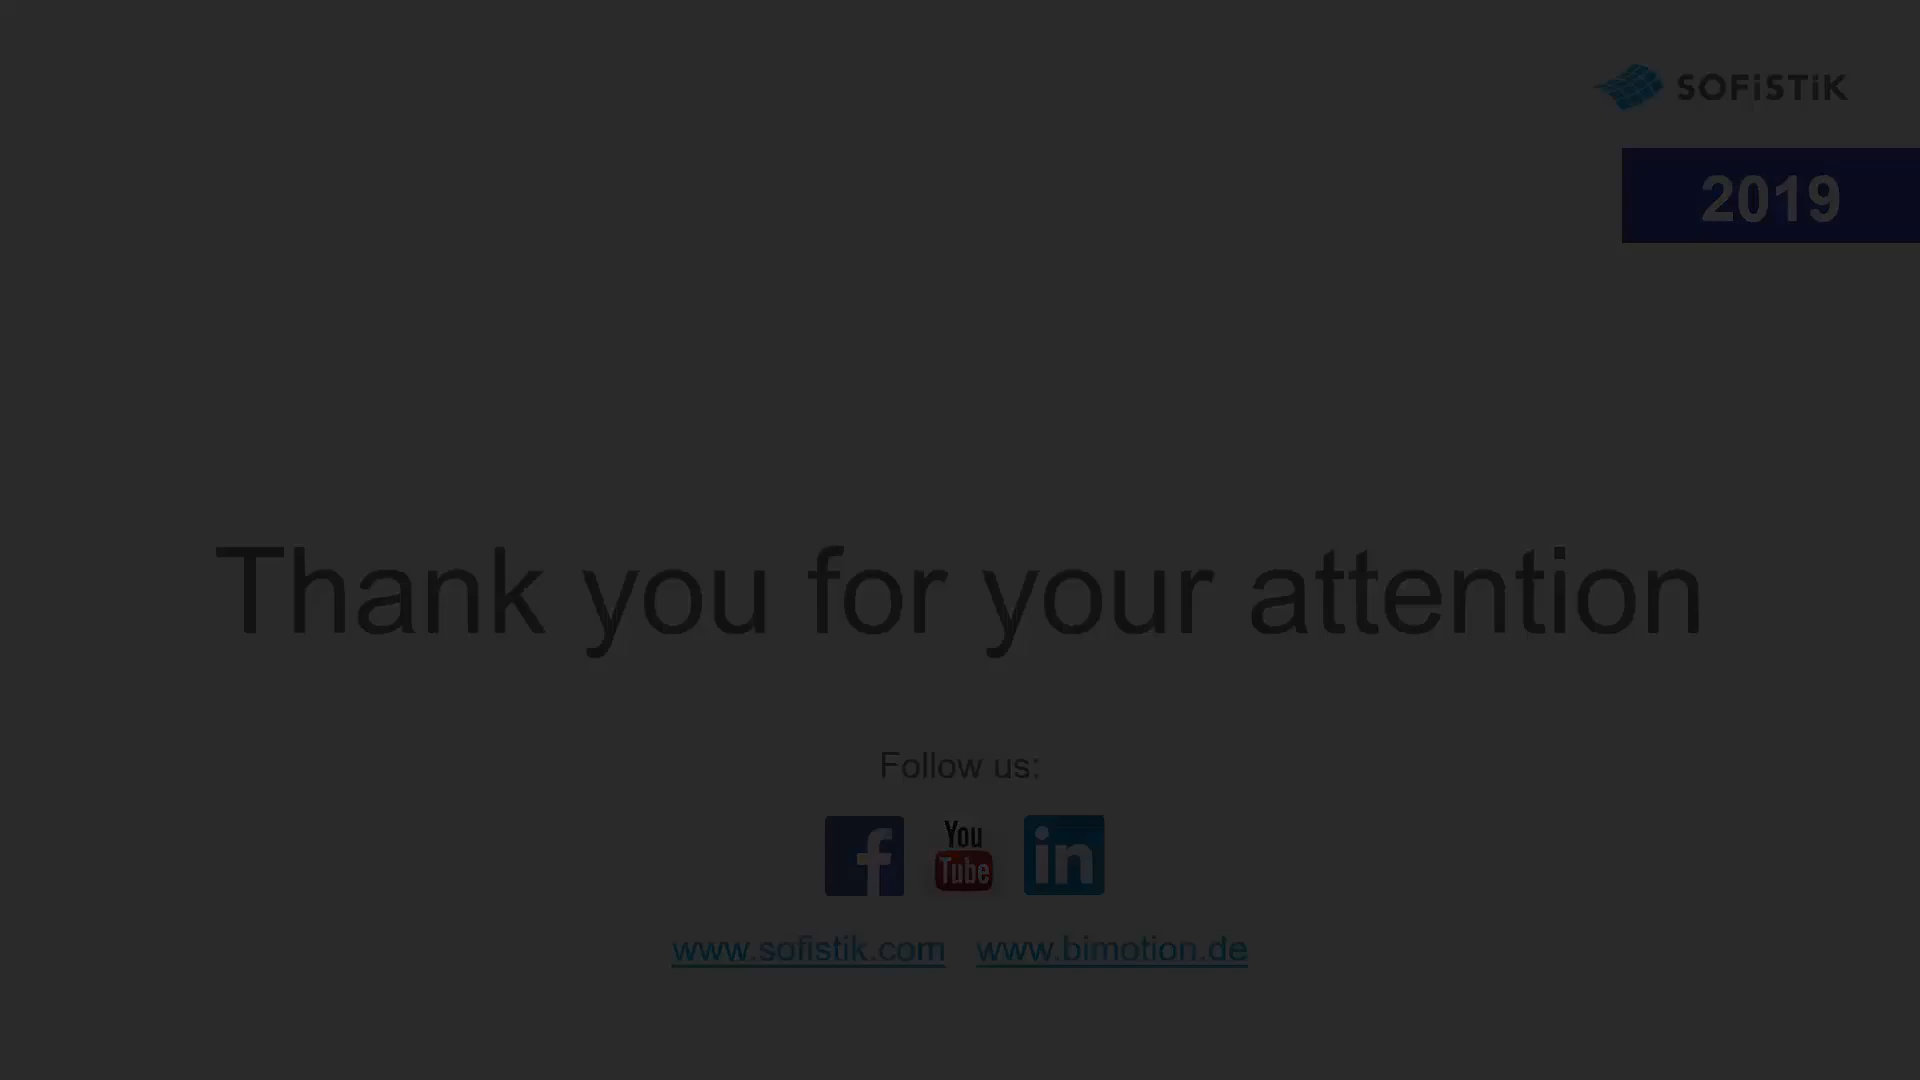 SOFiSTiK
2019
Thank you for your attention
Follow us:
f You Tube in
www.sofistik.com www.bimotion.de